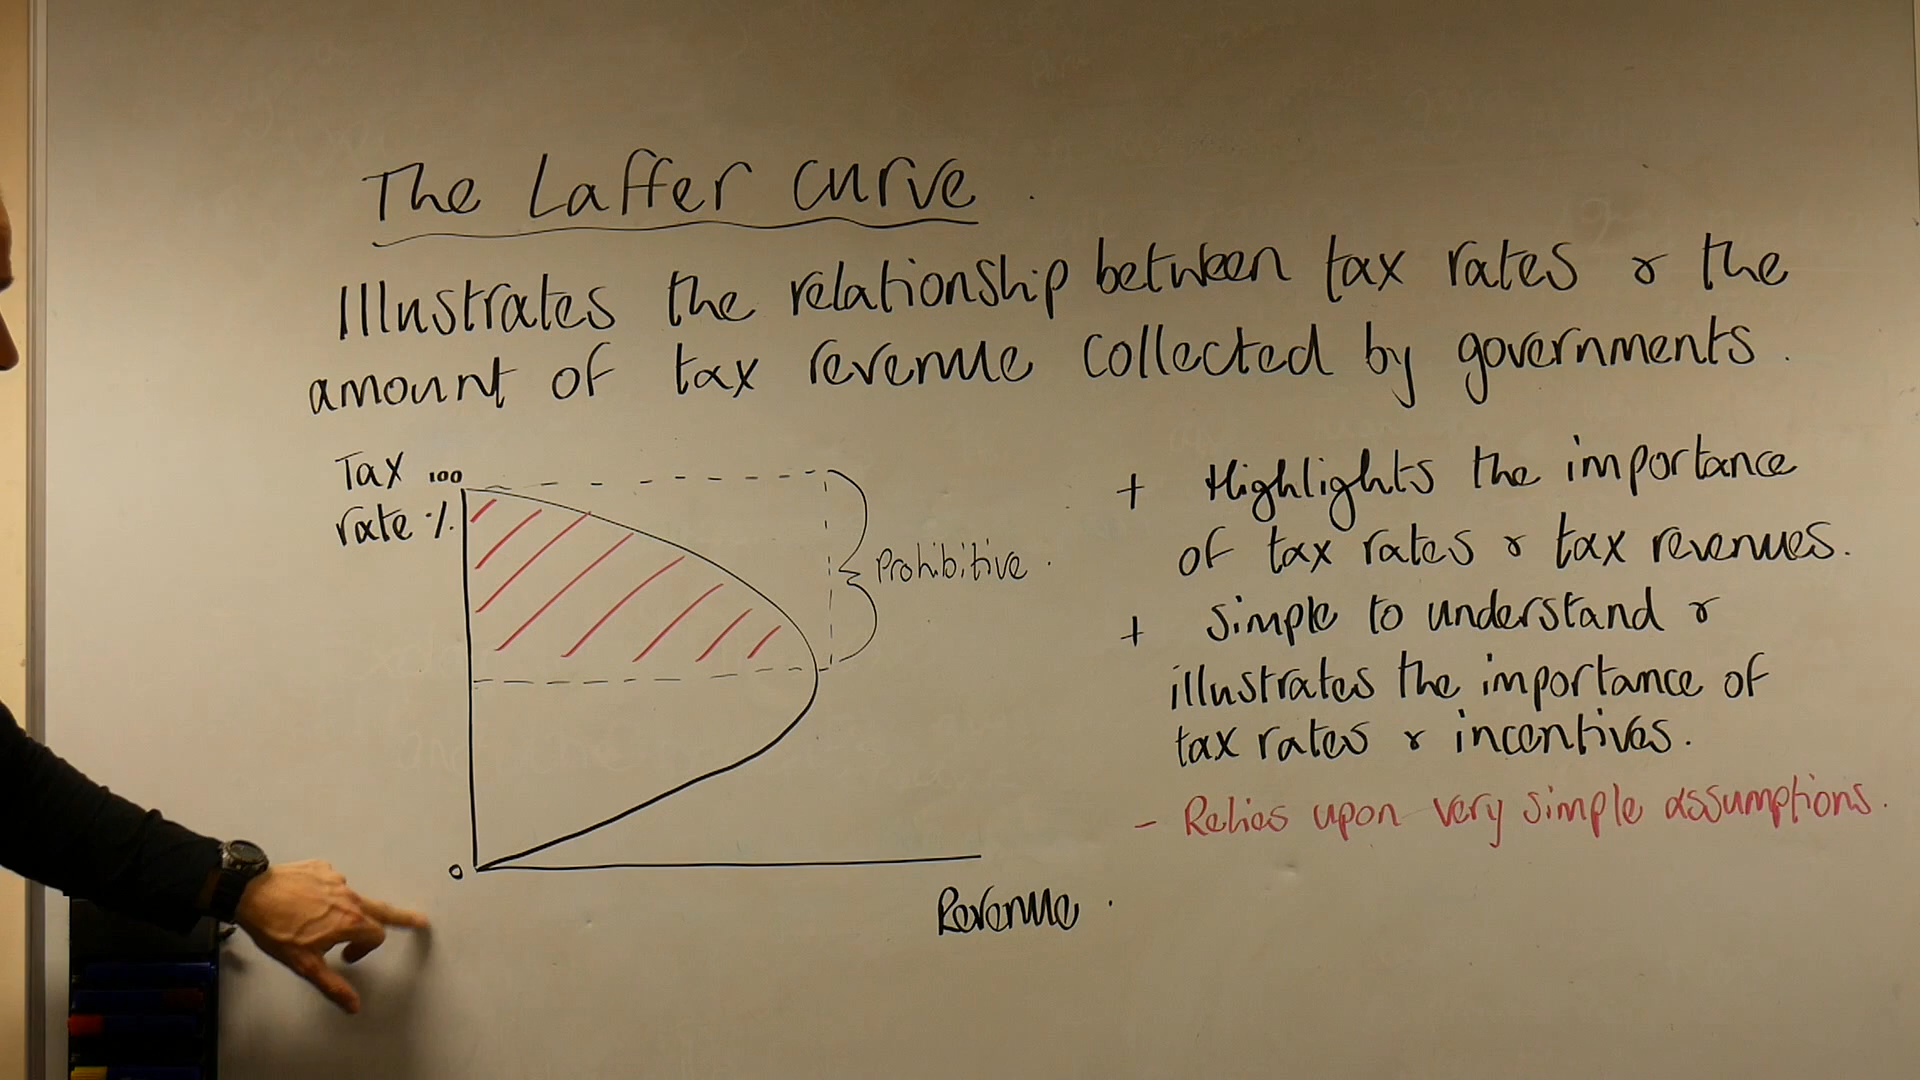 The Laffer curve.
Illustrates the relationship between tax rates & the
amount of tax revenue collected by governments.
Tax 100
rate %
Prohibitive.
0
Revenue.
+ Highlights the importance
of tax rates & tax revenues.
+ simple to understand &
illustrates the importance of
tax rates & incentives.
- Relies upon very simple assumptions.